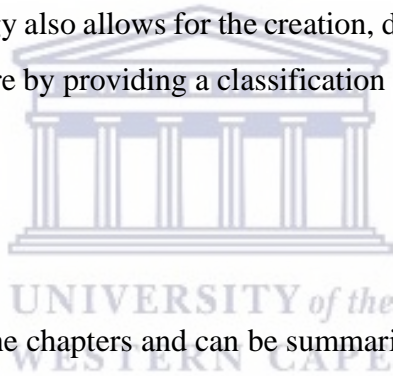 y also allows for the creation, d
re by providing a classification
UNIVERSITY of the
ne chapters and can be summari
WESTERN CAPE